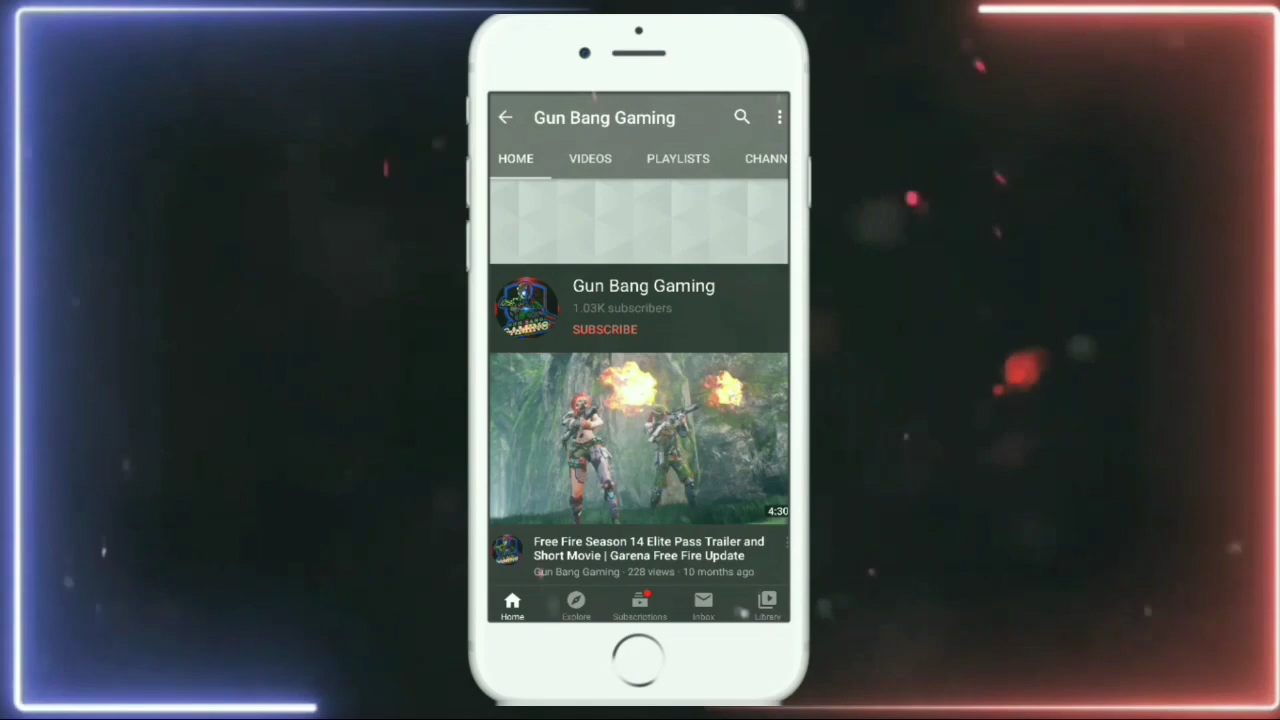 Gun Bang Gaming
HOME VIDEOS PLAYLISTS CHANN
Gun Bang Gaming
1.03K subscribers
SUBSCRIBE
GAMING
4:30
Free Fire Season 14 Elite Pass Trailer and
Short Movie | Garena Free Fire Update
Gun Bang Gaming · 228 views · 10 months ago
Home Explore Subscriptions Inbox Library